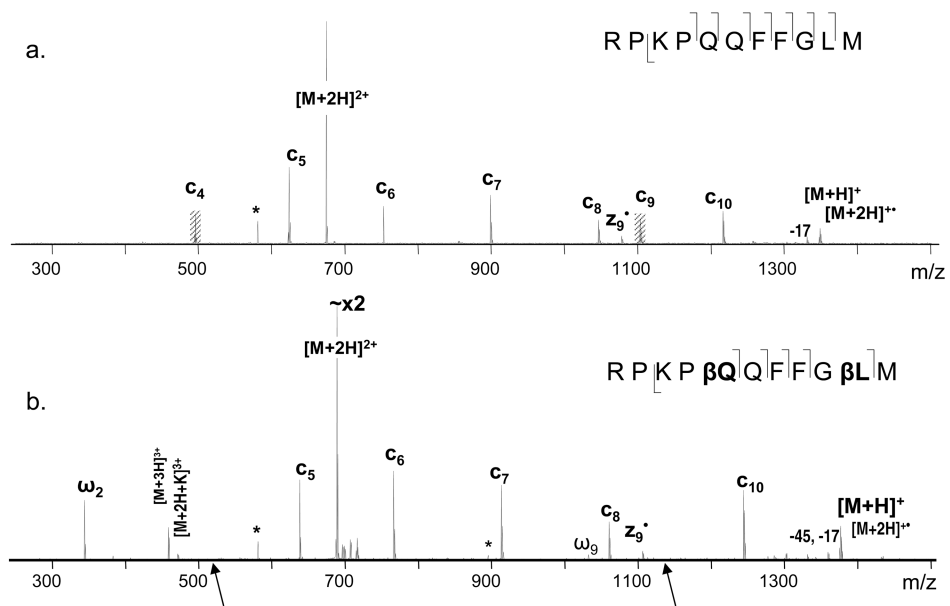 a.
R P K P Q Q F F G L M
[M+2H]²⁺
c₄
*
c₅
c₆
c₇
c₈
z₉•
c₉
c₁₀
[M+H]⁺
[M+2H]⁺•
-17
300 500 700 900 1100 1300 m/z
b.
~x2
[M+2H]²⁺
R P K P βQ Q F F G βL M
ω₂
[M+3H]³⁺
[M+2H+K]³⁺
*
c₅
c₆
c₇
*
ω₉
c₈
z₉•
c₁₀
[M+H]⁺
[M+2H]⁺•
-45, -17
300 500 700 900 1100 1300 m/z